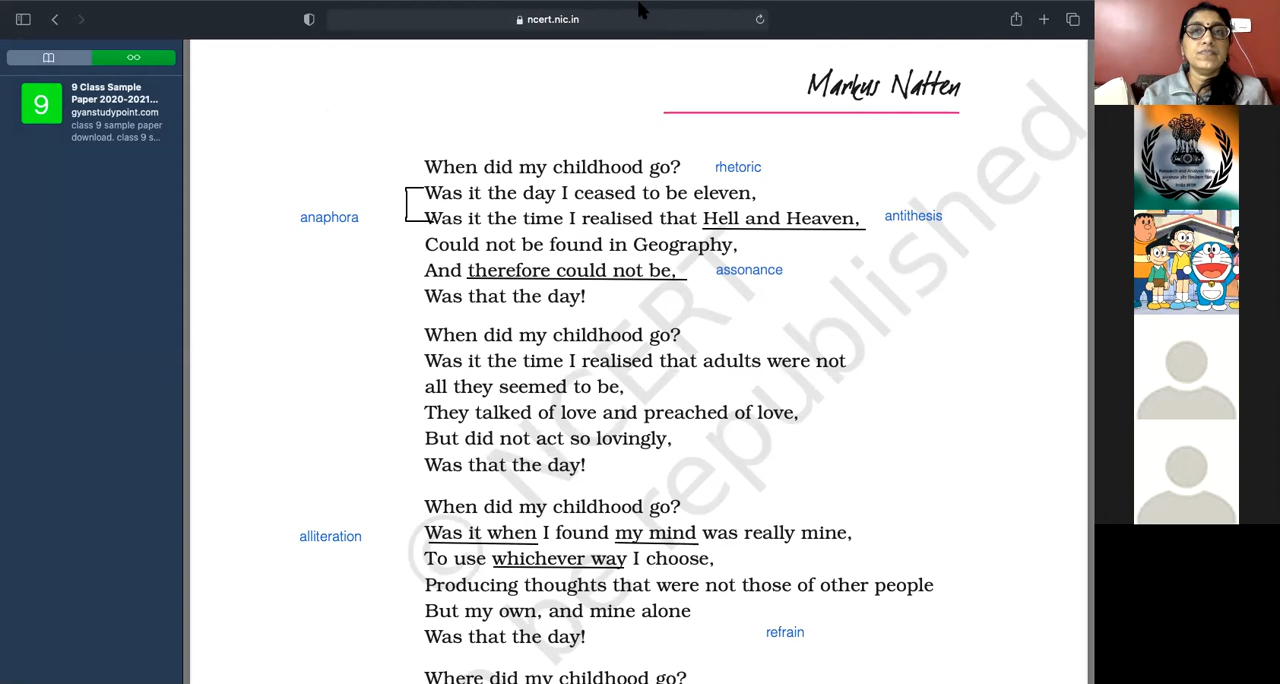 ncert.nic.in
9
9 Class Sample
Paper 2020-2021...
gyanstudypoint.com
class 9 sample paper
download. class 9 s...
Markus Natten
When did my childhood go? rhetoric
Was it the day I ceased to be eleven,
anaphora Was it the time I realised that Hell and Heaven, antithesis
Could not be found in Geography,
And therefore could not be, assonance
Was that the day!
When did my childhood go?
Was it the time I realised that adults were not
all they seemed to be,
They talked of love and preached of love,
But did not act so lovingly,
Was that the day!
When did my childhood go?
alliteration Was it when I found my mind was really mine,
To use whichever way I choose,
Producing thoughts that were not those of other people
But my own, and mine alone
Was that the day! refrain
Where did my childhood go?
© NCERT
be republished